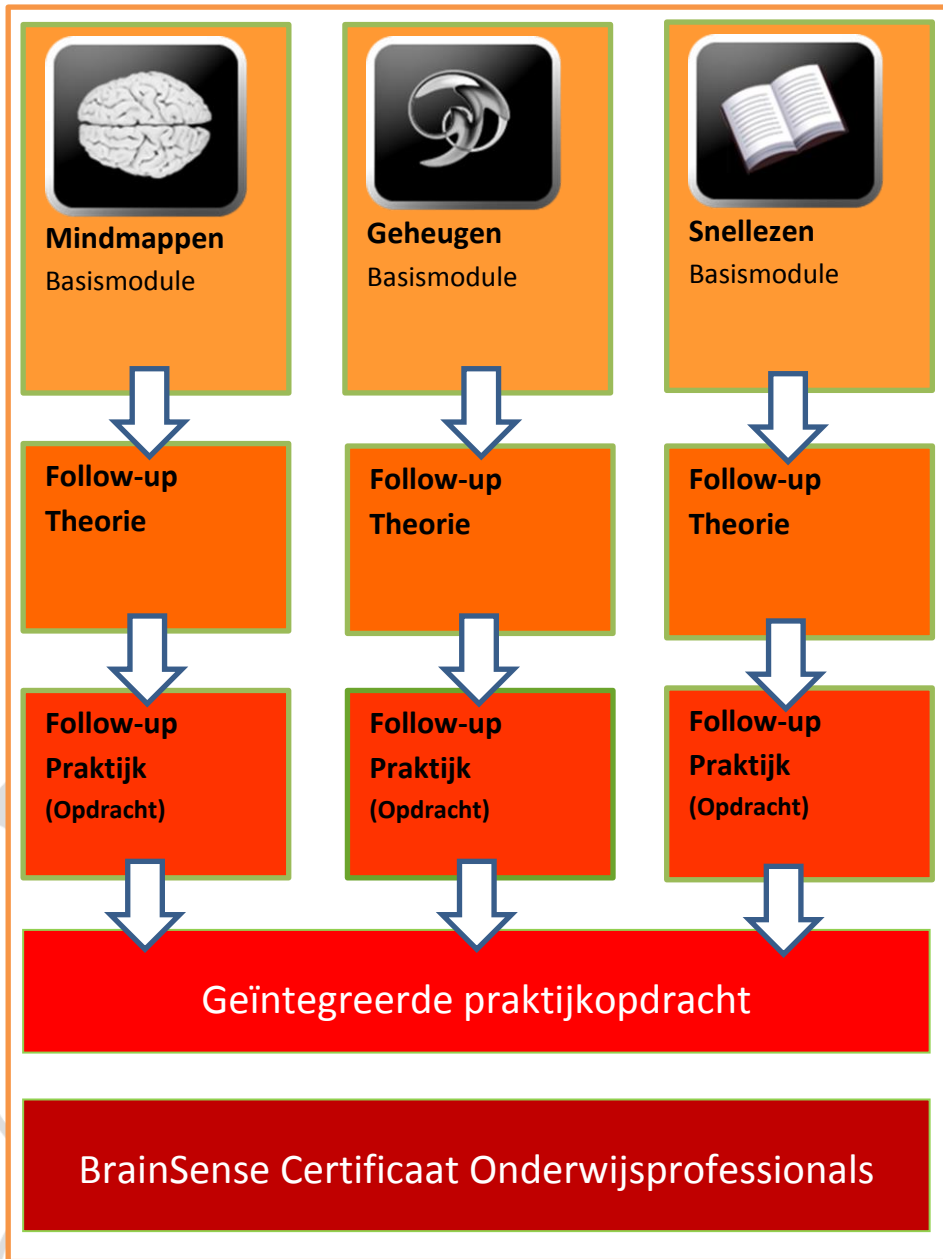 Mindmappen
Basismodule
Geheugen
Basismodule
Snellezen
Basismodule
Follow-up
Theorie
Follow-up
Theorie
Follow-up
Theorie
Follow-up
Praktijk
(Opdracht)
Follow-up
Praktijk
(Opdracht)
Follow-up
Praktijk
(Opdracht)
Geïntegreerde praktijkopdracht
BrainSense Certificaat Onderwijsprofessionals